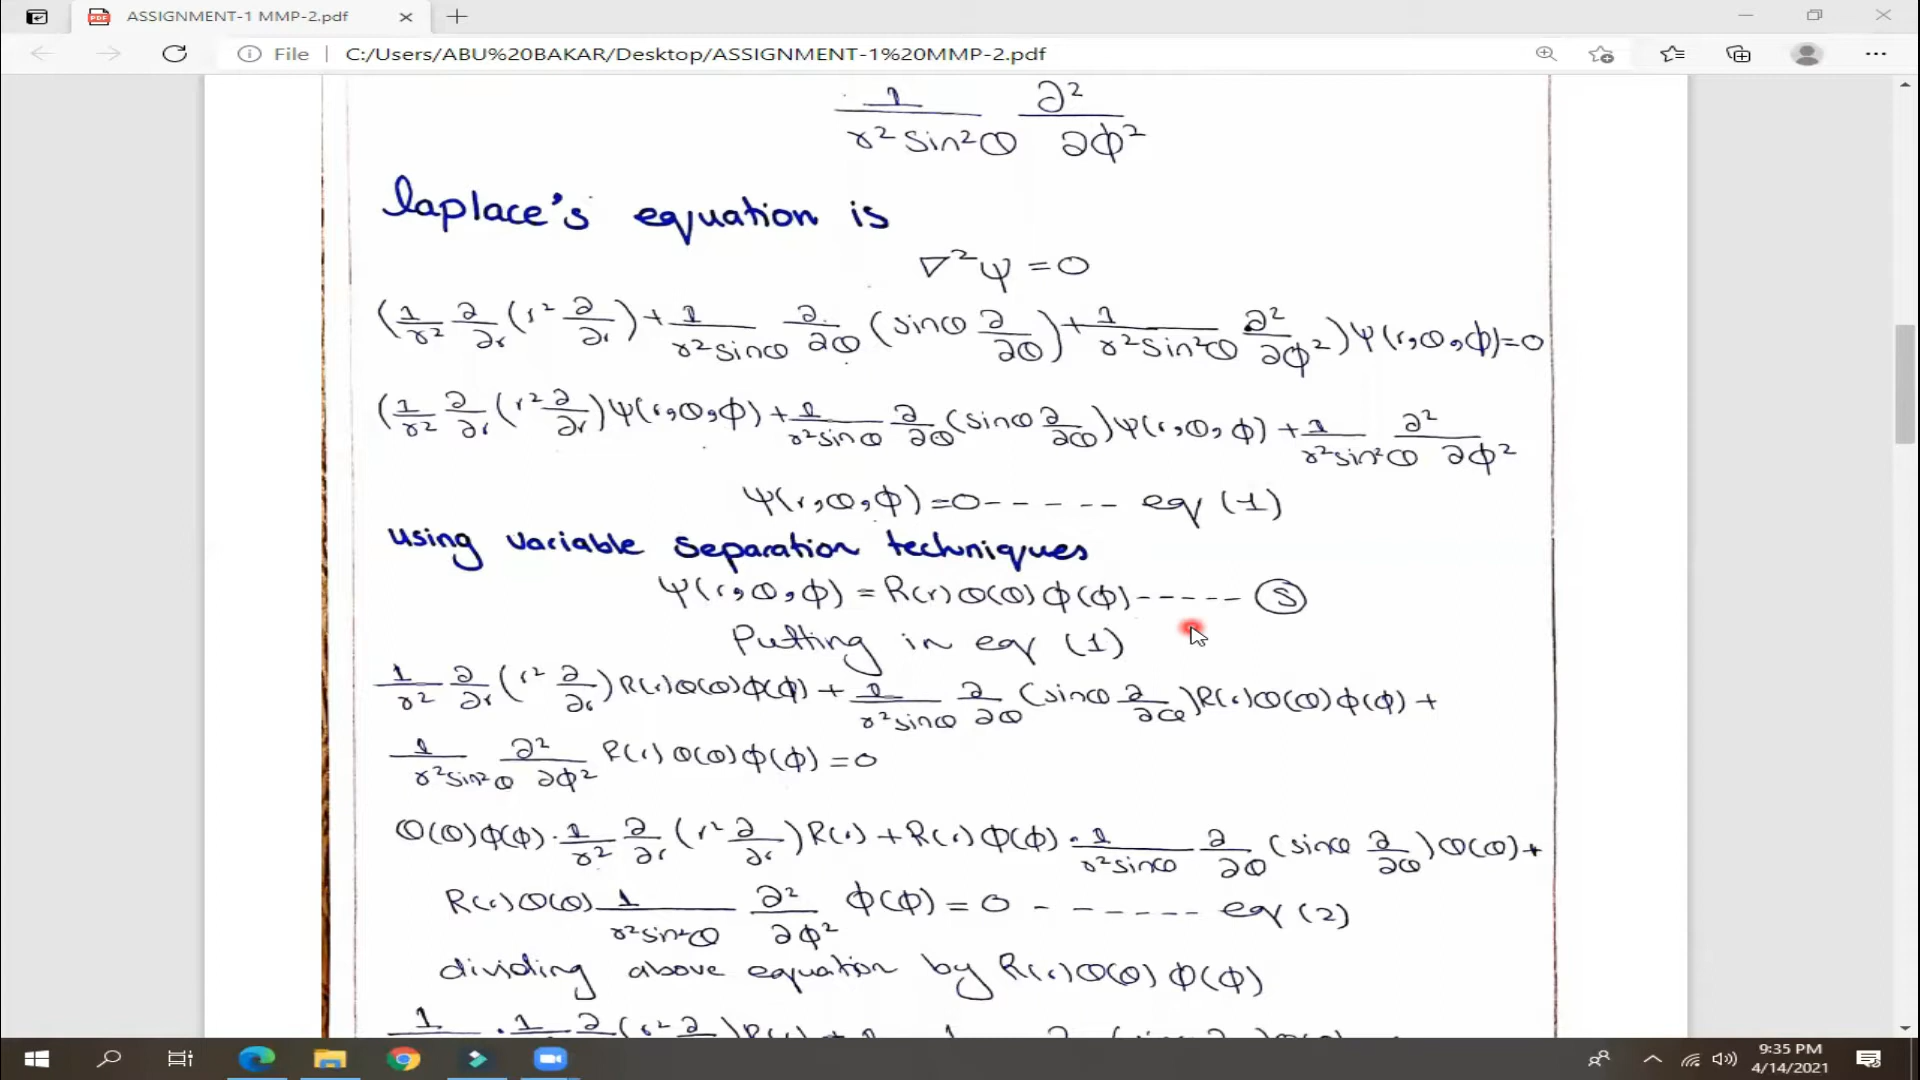 ASSIGNMENT-1 MMP-2.pdf
File C:/Users/ABU%20BAKAR/Desktop/ASSIGNMENT-1%20MMP-2.pdf
1/(r² sin²θ) ∂²/∂φ²
laplace's equation is
∇²ψ = 0
(1/r² ∂/∂r (r² ∂/∂r) + 1/(r² sinθ) ∂/∂θ (sinθ ∂/∂θ) + 1/(r² sin²θ) ∂²/∂φ²) ψ(r,θ,φ) = 0
(1/r² ∂/∂r (r² ∂/∂r) ψ(r,θ,φ) + 1/(r² sinθ) ∂/∂θ (sinθ ∂/∂θ) ψ(r,θ,φ) + 1/(r² sin²θ) ∂²/∂φ²
ψ(r,θ,φ) = 0 - - - - -- eq (1)
using variable separation techniques
ψ(r,θ,φ) = R(r)Θ(θ)Φ(φ) ----- Ⓢ
Putting in eq (1)
1/r² ∂/∂r (r² ∂/∂r) R(r)Θ(θ)Φ(φ) + 1/(r² sinθ) ∂/∂θ (sinθ ∂/∂θ) R(r)Θ(θ)Φ(φ) +
1/(r² sin²θ) ∂²/∂φ² R(r)Θ(θ)Φ(φ) = 0
Θ(θ)Φ(φ) · 1/r² ∂/∂r (r² ∂/∂r) R(r) + R(r)Φ(φ) · 1/(r² sinθ) ∂/∂θ (sinθ ∂/∂θ) Θ(θ) +
R(r)Θ(θ) 1/(r² sin²θ) ∂²/∂φ² Φ(φ) = 0 - - ----- eq (2)
dividing above equation by R(r)Θ(θ)Φ(φ)
9:35 PM
4/14/2021